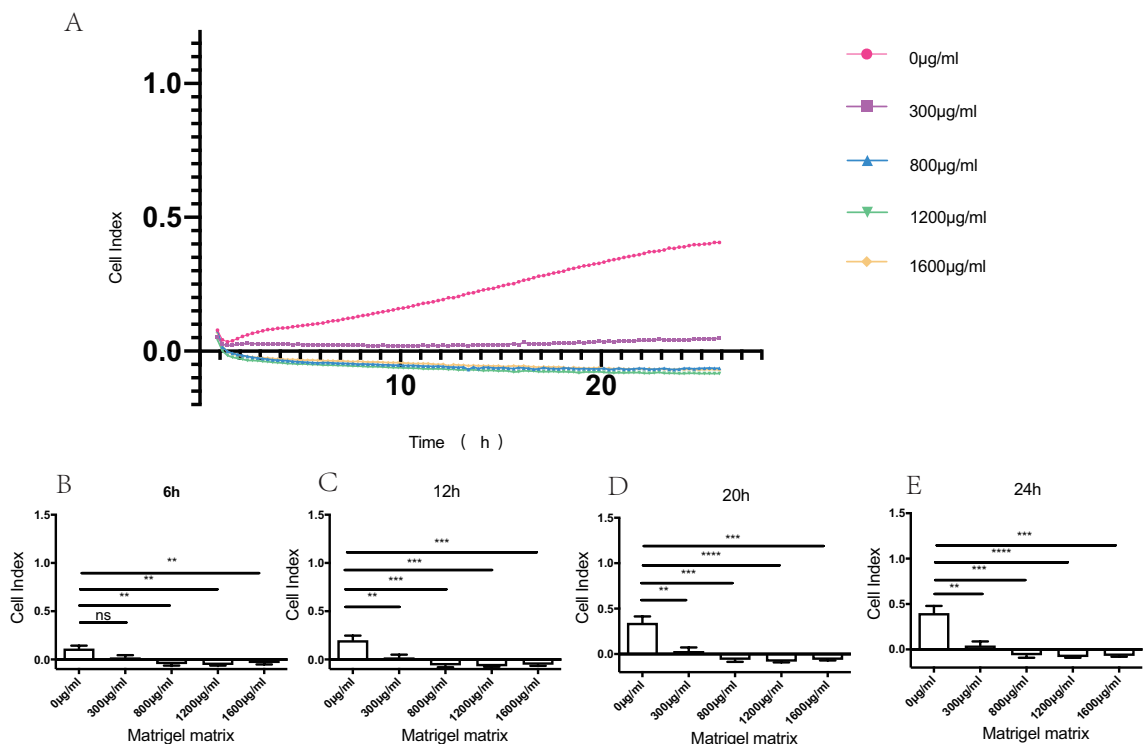 A
1.0
0.5
0.0
10
20
Cell Index
Time ( h )
0μg/ml
300μg/ml
800μg/ml
1200μg/ml
1600μg/ml
B
6h
1.5
1.0
0.5
0.0
Cell Index
**
**
**
ns
0μg/ml
300μg/ml
800μg/ml
1200μg/ml
1600μg/ml
Matrigel matrix
C
12h
1.5
1.0
0.5
0.0
Cell Index
***
***
***
**
0μg/ml
300μg/ml
800μg/ml
1200μg/ml
1600μg/ml
Matrigel matrix
D
20h
1.5
1.0
0.5
0.0
Cell Index
***
****
***
**
0μg/ml
300μg/ml
800μg/ml
1200μg/ml
1600μg/ml
Matrigel matrix
E
24h
1.5
1.0
0.5
0.0
Cell Index
***
****
***
**
0μg/ml
300μg/ml
800μg/ml
1200μg/ml
1600μg/ml
Matrigel matrix